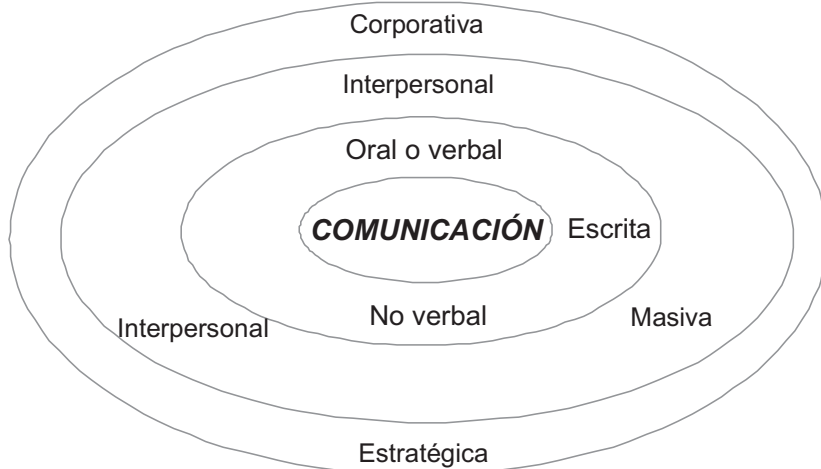 Corporativa
Interpersonal
Oral o verbal
COMUNICACIÓN Escrita
No verbal
Interpersonal
Masiva
Estratégica